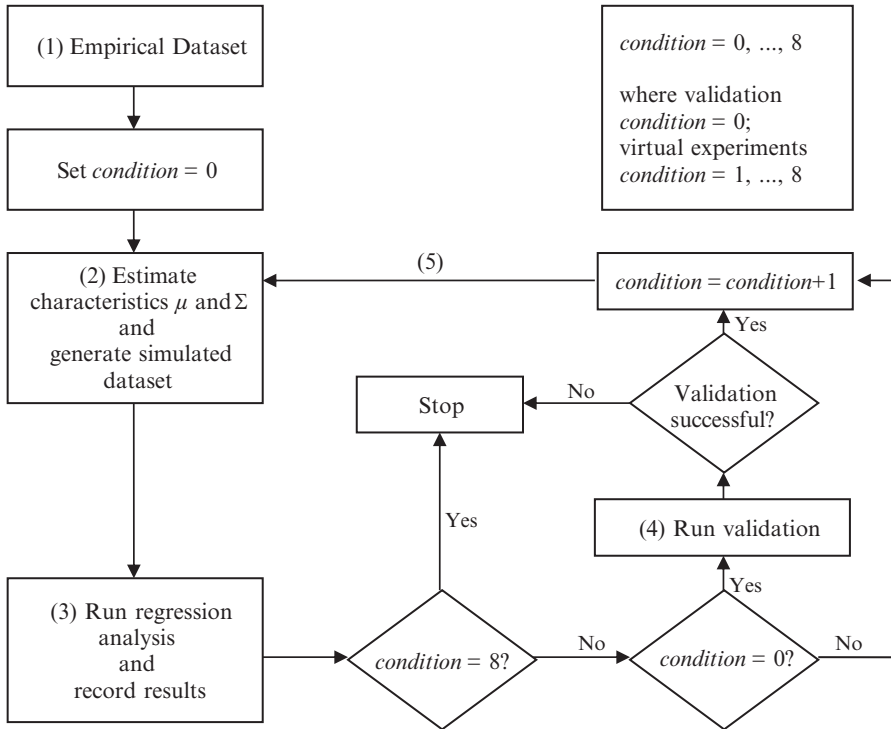 (1) Empirical Dataset
Set condition = 0
(2) Estimate
characteristics μ and Σ
and
generate simulated
dataset
(3) Run regression
analysis
and
record results
condition = 8?
Yes
No
Stop
condition = 0?
Yes
No
(4) Run validation
Validation
successful?
No
Yes
condition = condition+1
(5)
condition = 0, ..., 8
where validation
condition = 0;
virtual experiments
condition = 1, ..., 8